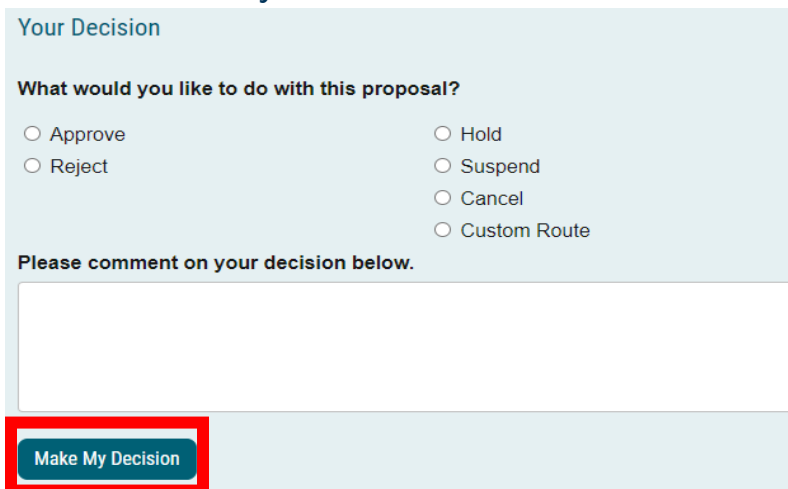 Your Decision
What would you like to do with this proposal?
Approve
Hold
Reject
Suspend
Cancel
Custom Route
Please comment on your decision below.
Make My Decision